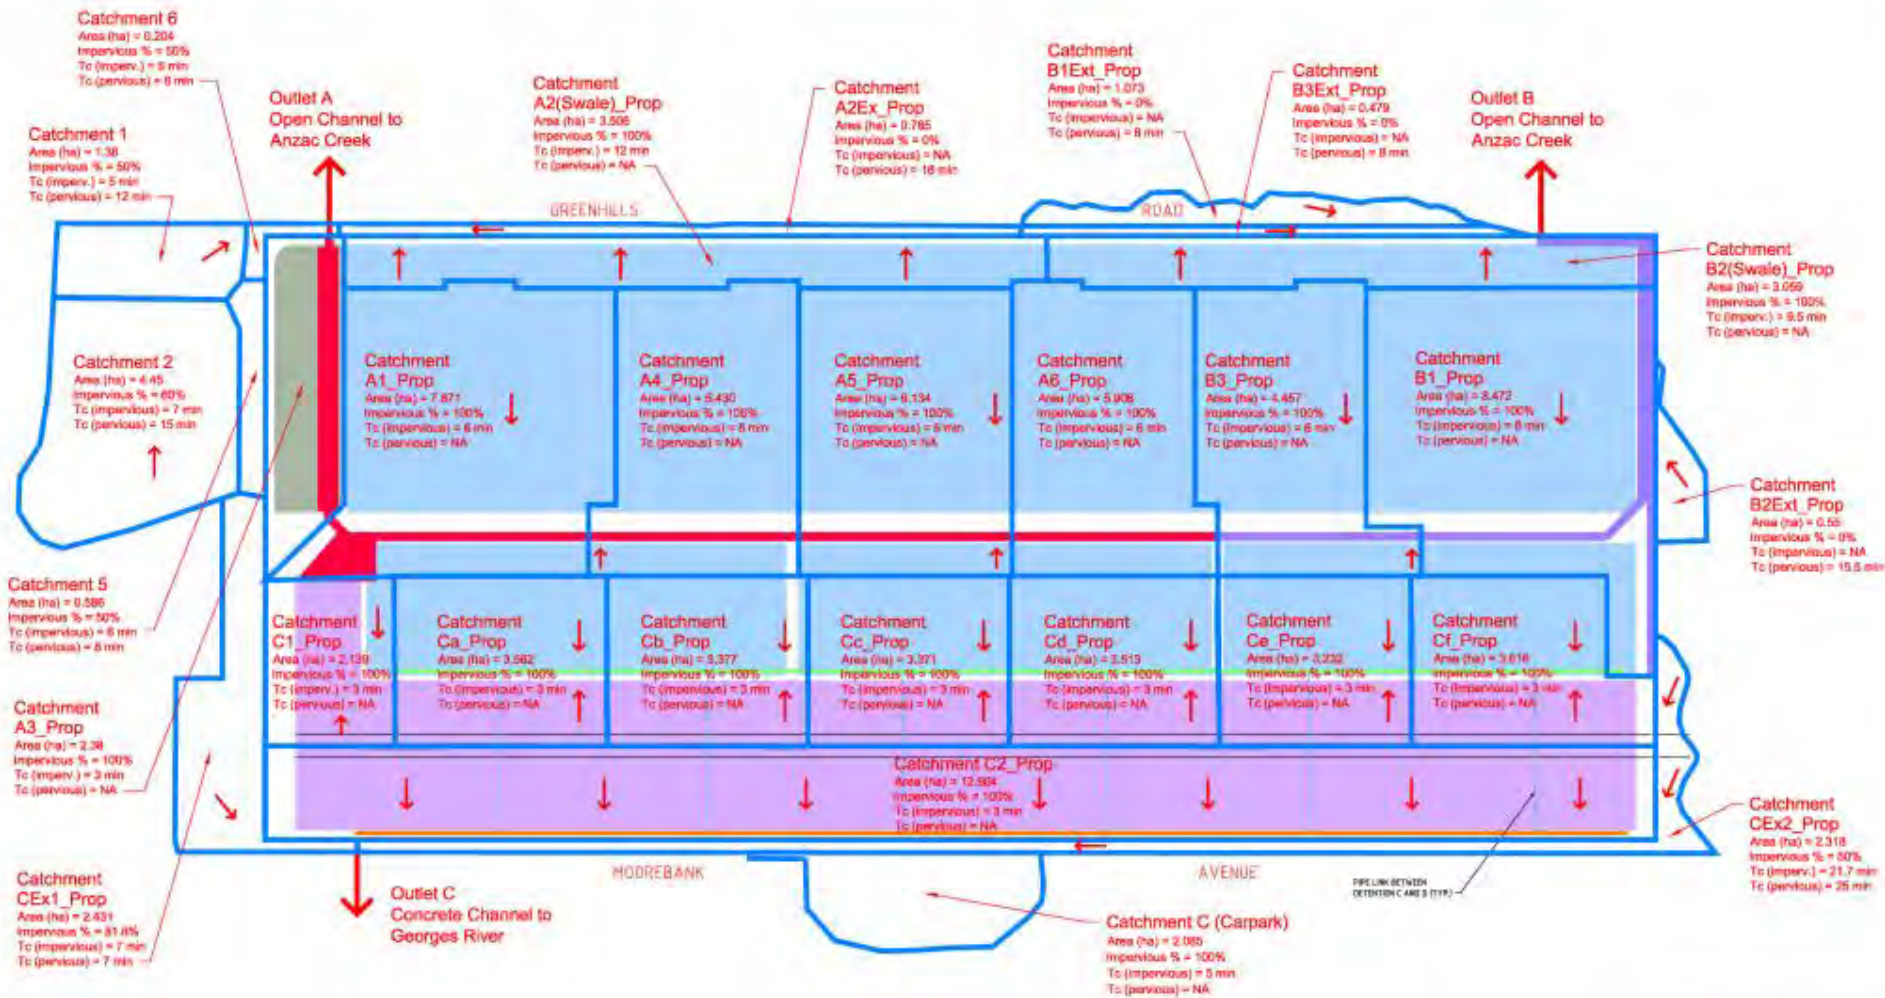 Catchment 6
Area (ha) = 0.204
Impervious % = 50%
Tc (imperv.) = 6 min
Tc (pervious) = 6 min
Catchment 1
Area (ha) = 1.38
Impervious % = 50%
Tc (imperv.) = 5 min
Tc (pervious) = 12 min
Outlet A
Open Channel to
Anzac Creek
Catchment
A2(Swale)_Prop
Area (ha) = 3.506
Impervious % = 100%
Tc (imperv.) = 12 min
Tc (pervious) = NA
Catchment
A2Ex_Prop
Area (ha) = 0.765
Impervious % = 0%
Tc (impervious) = NA
Tc (pervious) = 16 min
Catchment
B1Ext_Prop
Area (ha) = 1.073
Impervious % = 0%
Tc (impervious) = NA
Tc (pervious) = 8 min
Catchment
B3Ext_Prop
Area (ha) = 0.479
Impervious % = 0%
Tc (impervious) = NA
Tc (pervious) = 8 min
Outlet B
Open Channel to
Anzac Creek
GREENHILLS
ROAD
Catchment
B2(Swale)_Prop
Area (ha) = 3.059
Impervious % = 100%
Tc (imperv.) = 9.5 min
Tc (pervious) = NA
Catchment 2
Area (ha) = 4.45
Impervious % = 60%
Tc (impervious) = 7 min
Tc (pervious) = 15 min
Catchment
A1_Prop
Area (ha) = 7.871
Impervious % = 100%
Tc (impervious) = 6 min
Tc (pervious) = NA
Catchment
A4_Prop
Area (ha) = 5.430
Impervious % = 100%
Tc (impervious) = 6 min
Tc (pervious) = NA
Catchment
A5_Prop
Area (ha) = 6.134
Impervious % = 100%
Tc (impervious) = 6 min
Tc (pervious) = NA
Catchment
A6_Prop
Area (ha) = 5.906
Impervious % = 100%
Tc (impervious) = 6 min
Tc (pervious) = NA
Catchment
B3_Prop
Area (ha) = 4.457
Impervious % = 100%
Tc (impervious) = 6 min
Tc (pervious) = NA
Catchment
B1_Prop
Area (ha) = 8.472
Impervious % = 100%
Tc (impervious) = 6 min
Tc (pervious) = NA
Catchment
B2Ext_Prop
Area (ha) = 0.55
Impervious % = 0%
Tc (impervious) = NA
Tc (pervious) = 15.5 min
Catchment 5
Area (ha) = 0.586
Impervious % = 50%
Tc (impervious) = 6 min
Tc (pervious) = 8 min
Catchment
C1_Prop
Area (ha) = 2.139
Impervious % = 100%
Tc (imperv.) = 3 min
Tc (pervious) = NA
Catchment
Ca_Prop
Area (ha) = 3.562
Impervious % = 100%
Tc (impervious) = 3 min
Tc (pervious) = NA
Catchment
Cb_Prop
Area (ha) = 3.377
Impervious % = 100%
Tc (impervious) = 3 min
Tc (pervious) = NA
Catchment
Cc_Prop
Area (ha) = 3.371
Impervious % = 100%
Tc (impervious) = 3 min
Tc (pervious) = NA
Catchment
Cd_Prop
Area (ha) = 3.513
Impervious % = 100%
Tc (impervious) = 3 min
Tc (pervious) = NA
Catchment
Ce_Prop
Area (ha) = 3.232
Impervious % = 100%
Tc (impervious) = 3 min
Tc (pervious) = NA
Catchment
Cf_Prop
Area (ha) = 3.616
Impervious % = 100%
Tc (impervious) = 3 min
Tc (pervious) = NA
Catchment
A3_Prop
Area (ha) = 2.38
Impervious % = 100%
Tc (imperv.) = 3 min
Tc (pervious) = NA
Catchment C2_Prop
Area (ha) = 12.904
Impervious % = 100%
Tc (impervious) = 3 min
Tc (pervious) = NA
Catchment
CEx2_Prop
Area (ha) = 2.318
Impervious % = 50%
Tc (imperv.) = 21.7 min
Tc (pervious) = 25 min
Catchment
CEx1_Prop
Area (ha) = 2.431
Impervious % = 81.8%
Tc (impervious) = 7 min
Tc (pervious) = 7 min
MOOREBANK
AVENUE
Outlet C
Concrete Channel to
Georges River
PIPE LINK BETWEEN
DETENTION C AND D (TYP.)
Catchment C (Carpark)
Area (ha) = 2.085
Impervious % = 100%
Tc (impervious) = 5 min
Tc (pervious) = NA